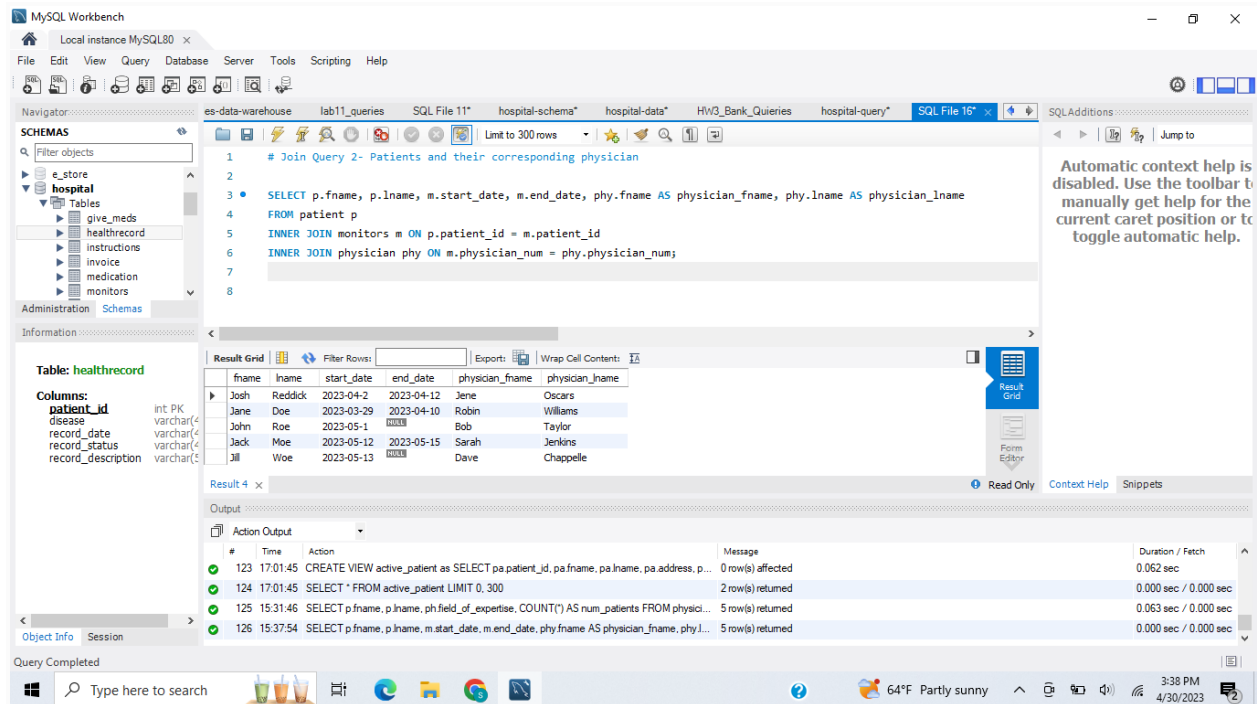 MySQL Workbench
Local instance MySQL80
File Edit View Query Database Server Tools Scripting Help
Navigator
SCHEMAS
Filter objects
e_store
hospital
Tables
give_meds
healthrecord
instructions
invoice
medication
monitors
Administration Schemas
Information
Table: healthrecord
Columns:
patient_id int PK
disease varchar(4
record_date varchar(4
record_status varchar(4
record_description varchar(5
Object Info Session
es-data-warehouse lab11_queries SQL File 11* hospital-schema* hospital-data* HW3_Bank_Quieries hospital-query* SQL File 16*
Limit to 300 rows
1 # Join Query 2- Patients and their corresponding physician
2
3 SELECT p.fname, p.lname, m.start_date, m.end_date, phy.fname AS physician_fname, phy.lname AS physician_lname
4 FROM patient p
5 INNER JOIN monitors m ON p.patient_id = m.patient_id
6 INNER JOIN physician phy ON m.physician_num = phy.physician_num;
7
8
Result Grid Filter Rows: Export: Wrap Cell Content:
fname lname start_date end_date physician_fname physician_lname
Josh Reddick 2023-04-2 2023-04-12 Jene Oscars
Jane Doe 2023-03-29 2023-04-10 Robin Williams
John Roe 2023-05-1 NULL Bob Taylor
Jack Moe 2023-05-12 2023-05-15 Sarah Jenkins
Jill Woe 2023-05-13 NULL Dave Chappelle
Result Grid
Form Editor
Result 4
Read Only
SQLAdditions
Jump to
Automatic context help is
disabled. Use the toolbar t
manually get help for the
current caret position or to
toggle automatic help.
Context Help Snippets
Output
Action Output
# Time Action Message Duration / Fetch
123 17:01:45 CREATE VIEW active_patient as SELECT pa.patient_id, pa.fname, pa.lname, pa.address, p... 0 row(s) affected 0.062 sec
124 17:01:45 SELECT * FROM active_patient LIMIT 0, 300 2 row(s) returned 0.000 sec / 0.000 sec
125 15:31:46 SELECT p.fname, p.lname, ph.field_of_expertise, COUNT(*) AS num_patients FROM physici... 5 row(s) returned 0.063 sec / 0.000 sec
126 15:37:54 SELECT p.fname, p.lname, m.start_date, m.end_date, phy.fname AS physician_fname, phy.l... 5 row(s) returned 0.000 sec / 0.000 sec
Query Completed
Type here to search
64°F Partly sunny
3:38 PM
4/30/2023
2